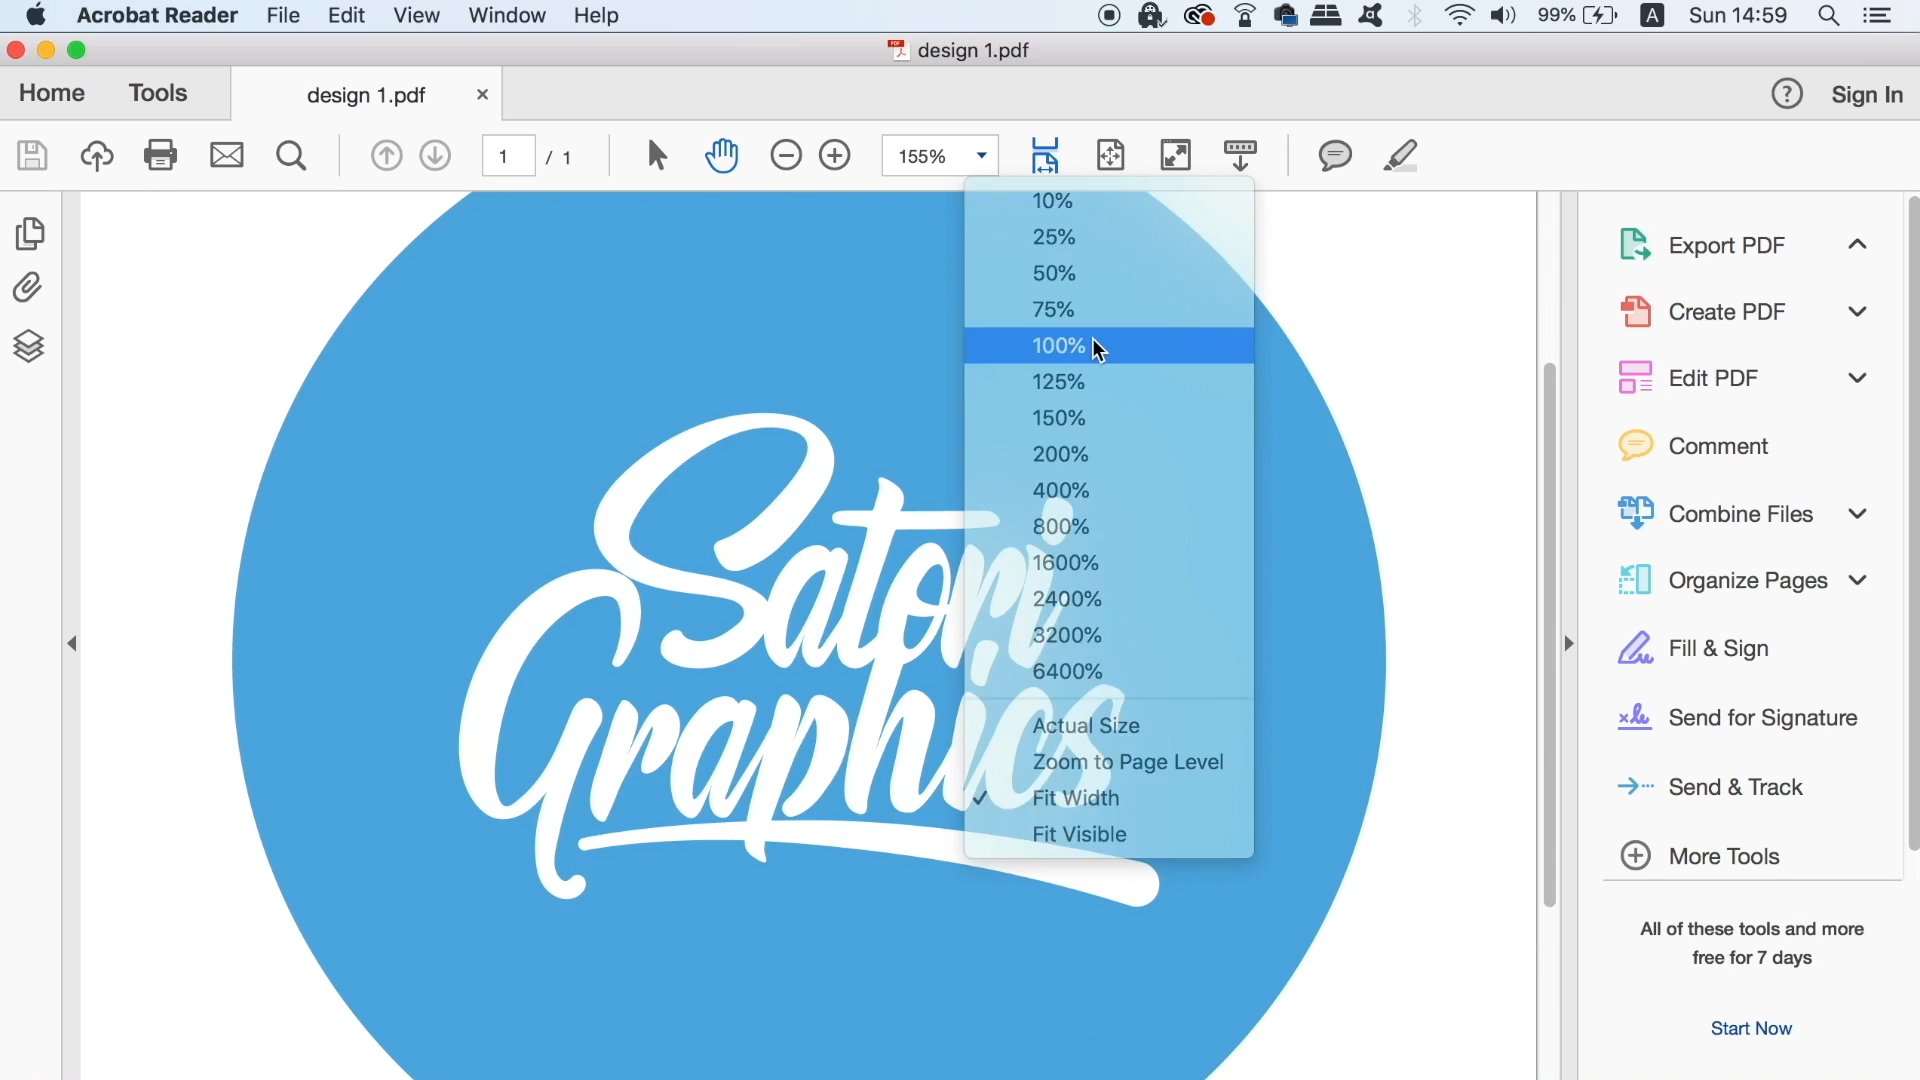 Acrobat Reader File Edit View Window Help 99% A Sun 14:59
design 1.pdf
Home Tools design 1.pdf × ? Sign In
1 / 1 155%
10%
25%
50%
75%
100%
125%
150%
200%
400%
800%
1600%
2400%
3200%
6400%
Actual Size
Zoom to Page Level
✓ Fit Width
Fit Visible
Satori
Graphics
Export PDF
Create PDF
Edit PDF
Comment
Combine Files
Organize Pages
Fill & Sign
Send for Signature
Send & Track
More Tools
All of these tools and more
free for 7 days
Start Now